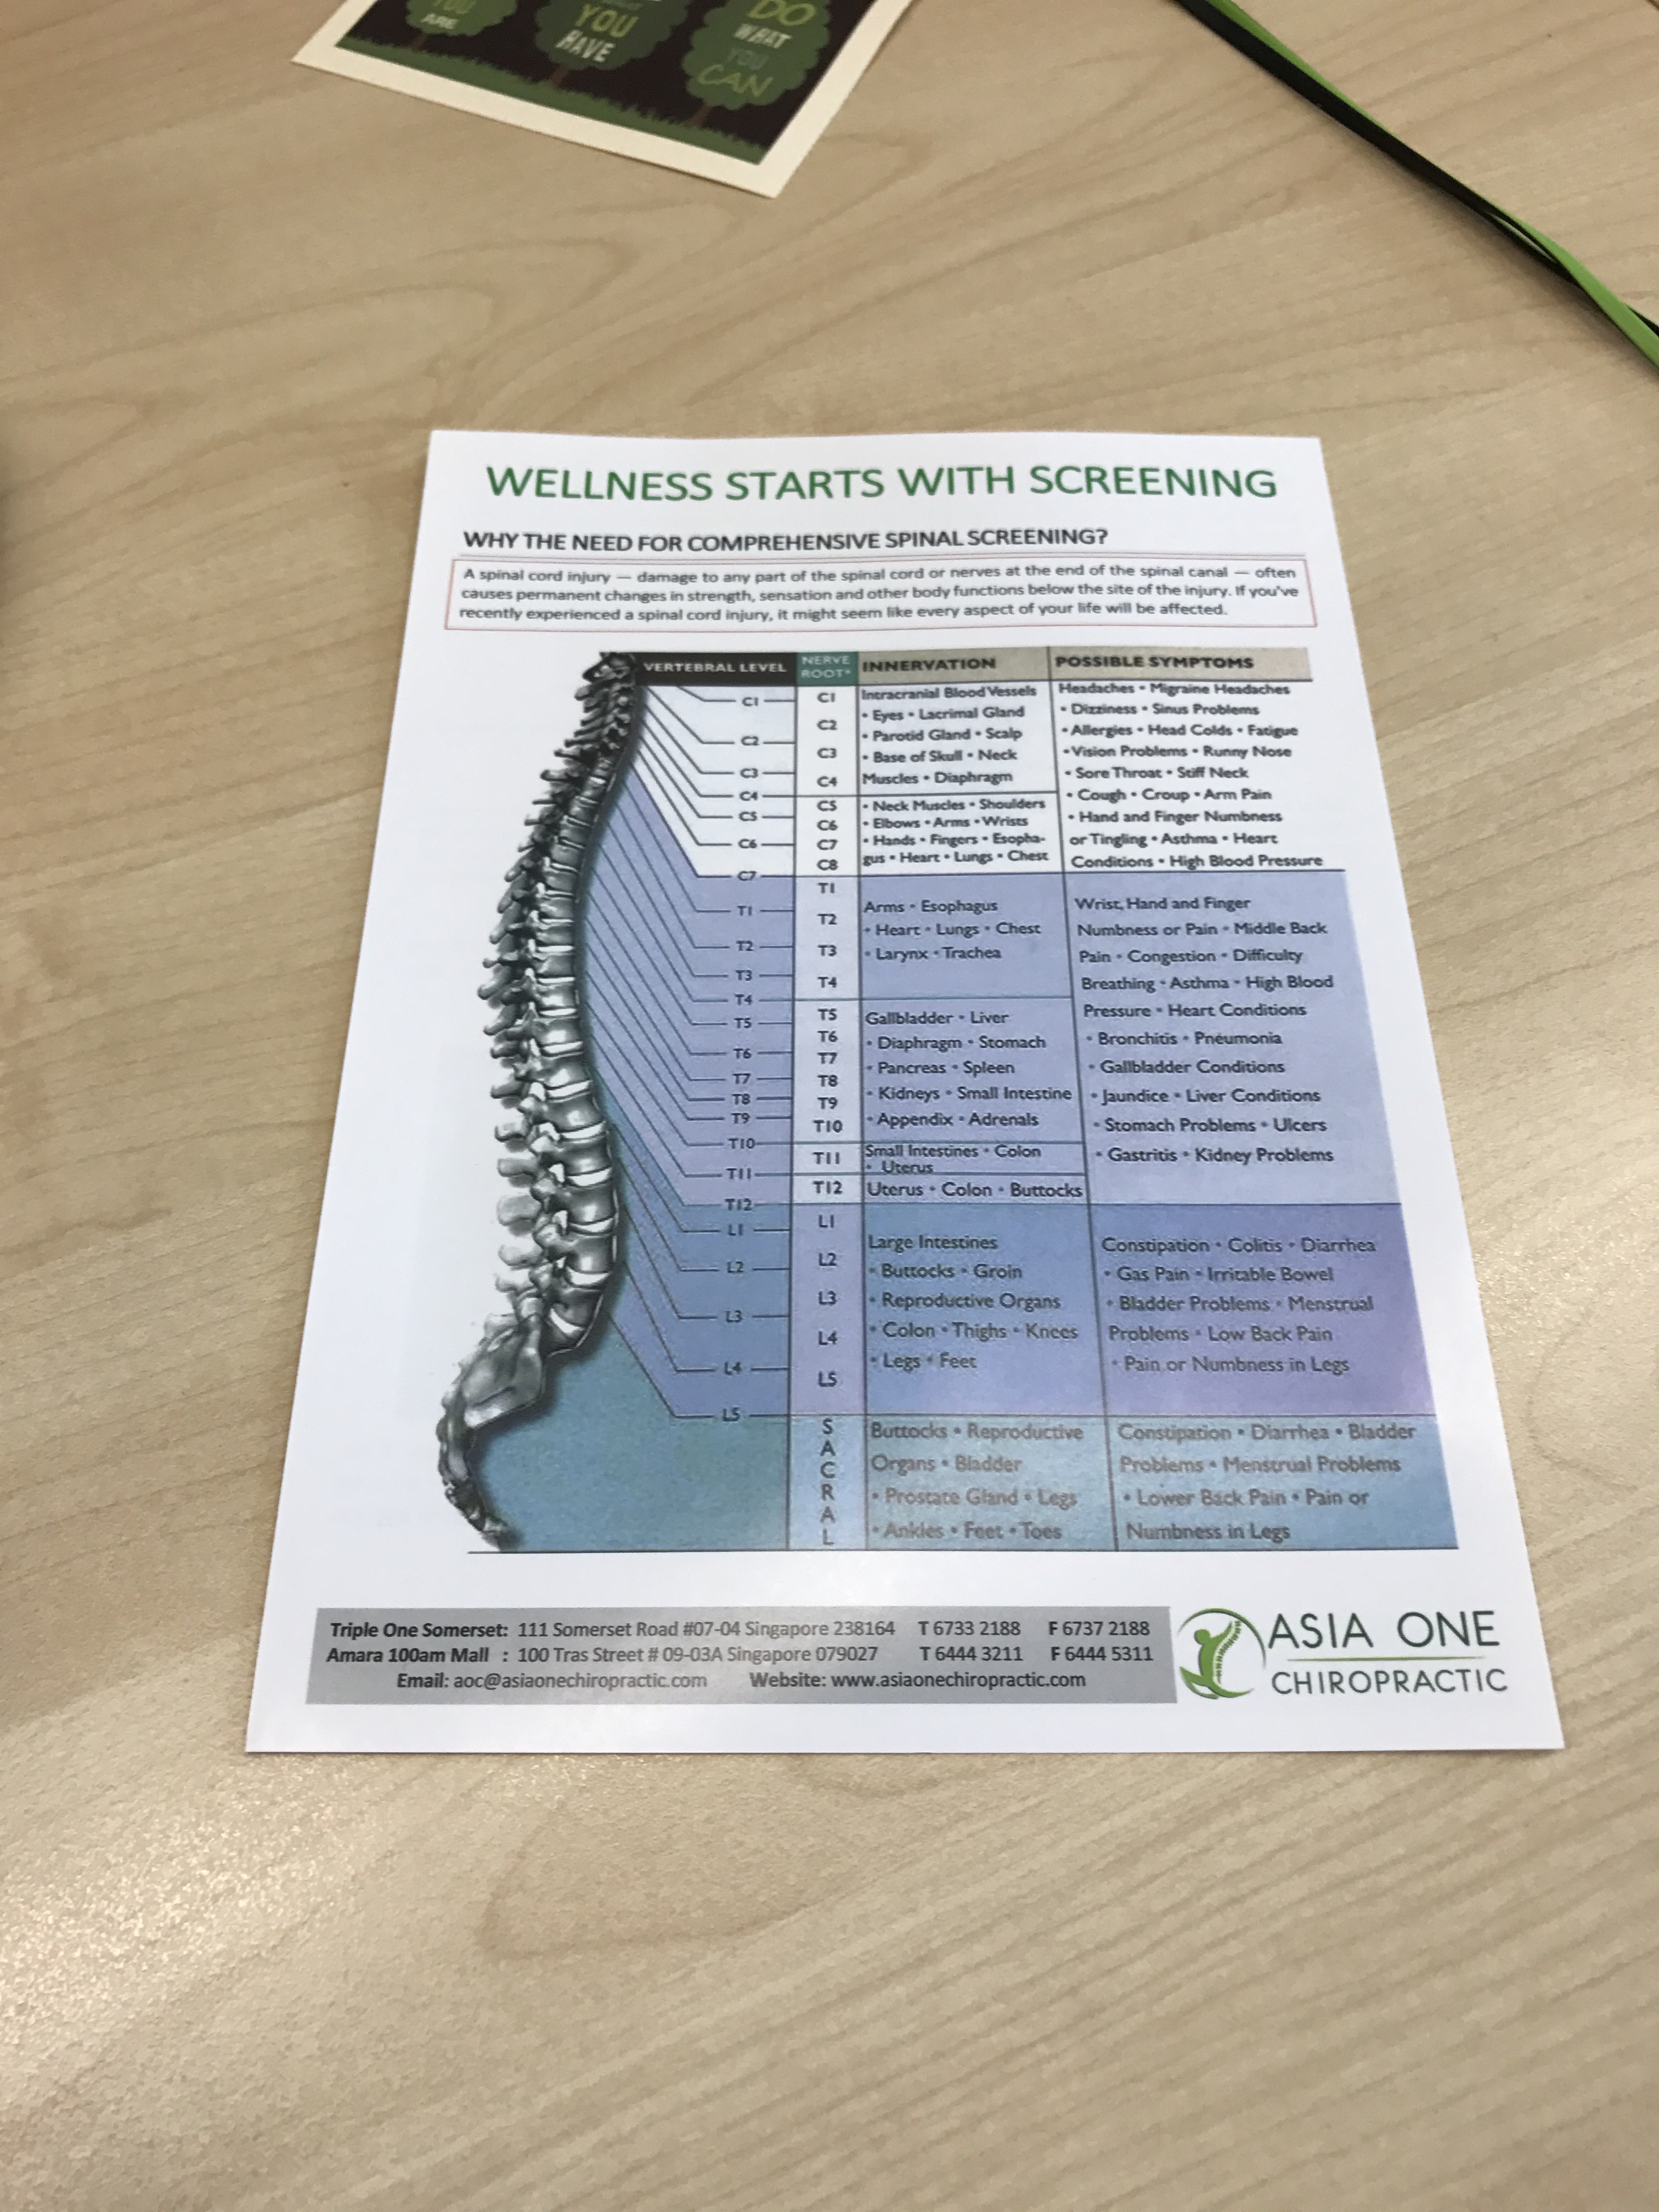 YOU
ARE
YOU
HAVE
DO
WHAT
YOU
CAN
WELLNESS STARTS WITH SCREENING
WHY THE NEED FOR COMPREHENSIVE SPINAL SCREENING?
A spinal cord injury — damage to any part of the spinal cord or nerves at the end of the spinal canal — often
causes permanent changes in strength, sensation and other body functions below the site of the injury. If you've
recently experienced a spinal cord injury, it might seem like every aspect of your life will be affected.
VERTEBRAL LEVEL
C1
C2
C3
C4
C5
C6
C7
T1
T2
T3
T4
T5
T6
T7
T8
T9
T10
T11
T12
L1
L2
L3
L4
L5
NERVE
ROOT*
C1
C2
C3
C4
C5
C6
C7
C8
T1
T2
T3
T4
T5
T6
T7
T8
T9
T10
T11
T12
L1
L2
L3
L4
L5
S
A
C
R
A
L
INNERVATION
Intracranial Blood Vessels
• Eyes • Lacrimal Gland
• Parotid Gland • Scalp
• Base of Skull • Neck
Muscles • Diaphragm
• Neck Muscles • Shoulders
• Elbows • Arms • Wrists
• Hands • Fingers • Esopha-
gus • Heart • Lungs • Chest
Arms • Esophagus
• Heart • Lungs • Chest
• Larynx • Trachea
Gallbladder • Liver
• Diaphragm • Stomach
• Pancreas • Spleen
• Kidneys • Small Intestine
• Appendix • Adrenals
Small Intestines • Colon
• Uterus
Uterus • Colon • Buttocks
Large Intestines
• Buttocks • Groin
• Reproductive Organs
• Colon • Thighs • Knees
• Legs • Feet
Buttocks • Reproductive
Organs • Bladder
• Prostate Gland • Legs
• Ankles • Feet • Toes
POSSIBLE SYMPTOMS
Headaches • Migraine Headaches
• Dizziness • Sinus Problems
• Allergies • Head Colds • Fatigue
• Vision Problems • Runny Nose
• Sore Throat • Stiff Neck
• Cough • Croup • Arm Pain
• Hand and Finger Numbness
or Tingling • Asthma • Heart
Conditions • High Blood Pressure
Wrist, Hand and Finger
Numbness or Pain • Middle Back
Pain • Congestion • Difficulty
Breathing • Asthma • High Blood
Pressure • Heart Conditions
• Bronchitis • Pneumonia
• Gallbladder Conditions
• Jaundice • Liver Conditions
• Stomach Problems • Ulcers
• Gastritis • Kidney Problems
Constipation • Colitis • Diarrhea
• Gas Pain • Irritable Bowel
• Bladder Problems • Menstrual
Problems • Low Back Pain
• Pain or Numbness in Legs
Constipation • Diarrhea • Bladder
Problems • Menstrual Problems
• Lower Back Pain • Pain or
Numbness in Legs
Triple One Somerset: 111 Somerset Road #07-04 Singapore 238164 T 6733 2188 F 6737 2188
Amara 100am Mall : 100 Tras Street # 09-03A Singapore 079027 T 6444 3211 F 6444 5311
Email: aoc@asiaonechiropractic.com Website: www.asiaonechiropractic.com
ASIA ONE
CHIROPRACTIC